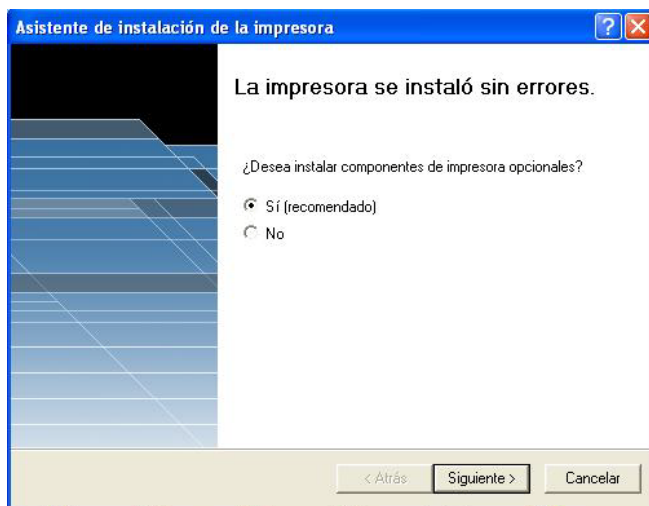 Asistente de instalación de la impresora
La impresora se instaló sin errores.
¿Desea instalar componentes de impresora opcionales?
Sí (recomendado)
No
< Atrás
Siguiente >
Cancelar